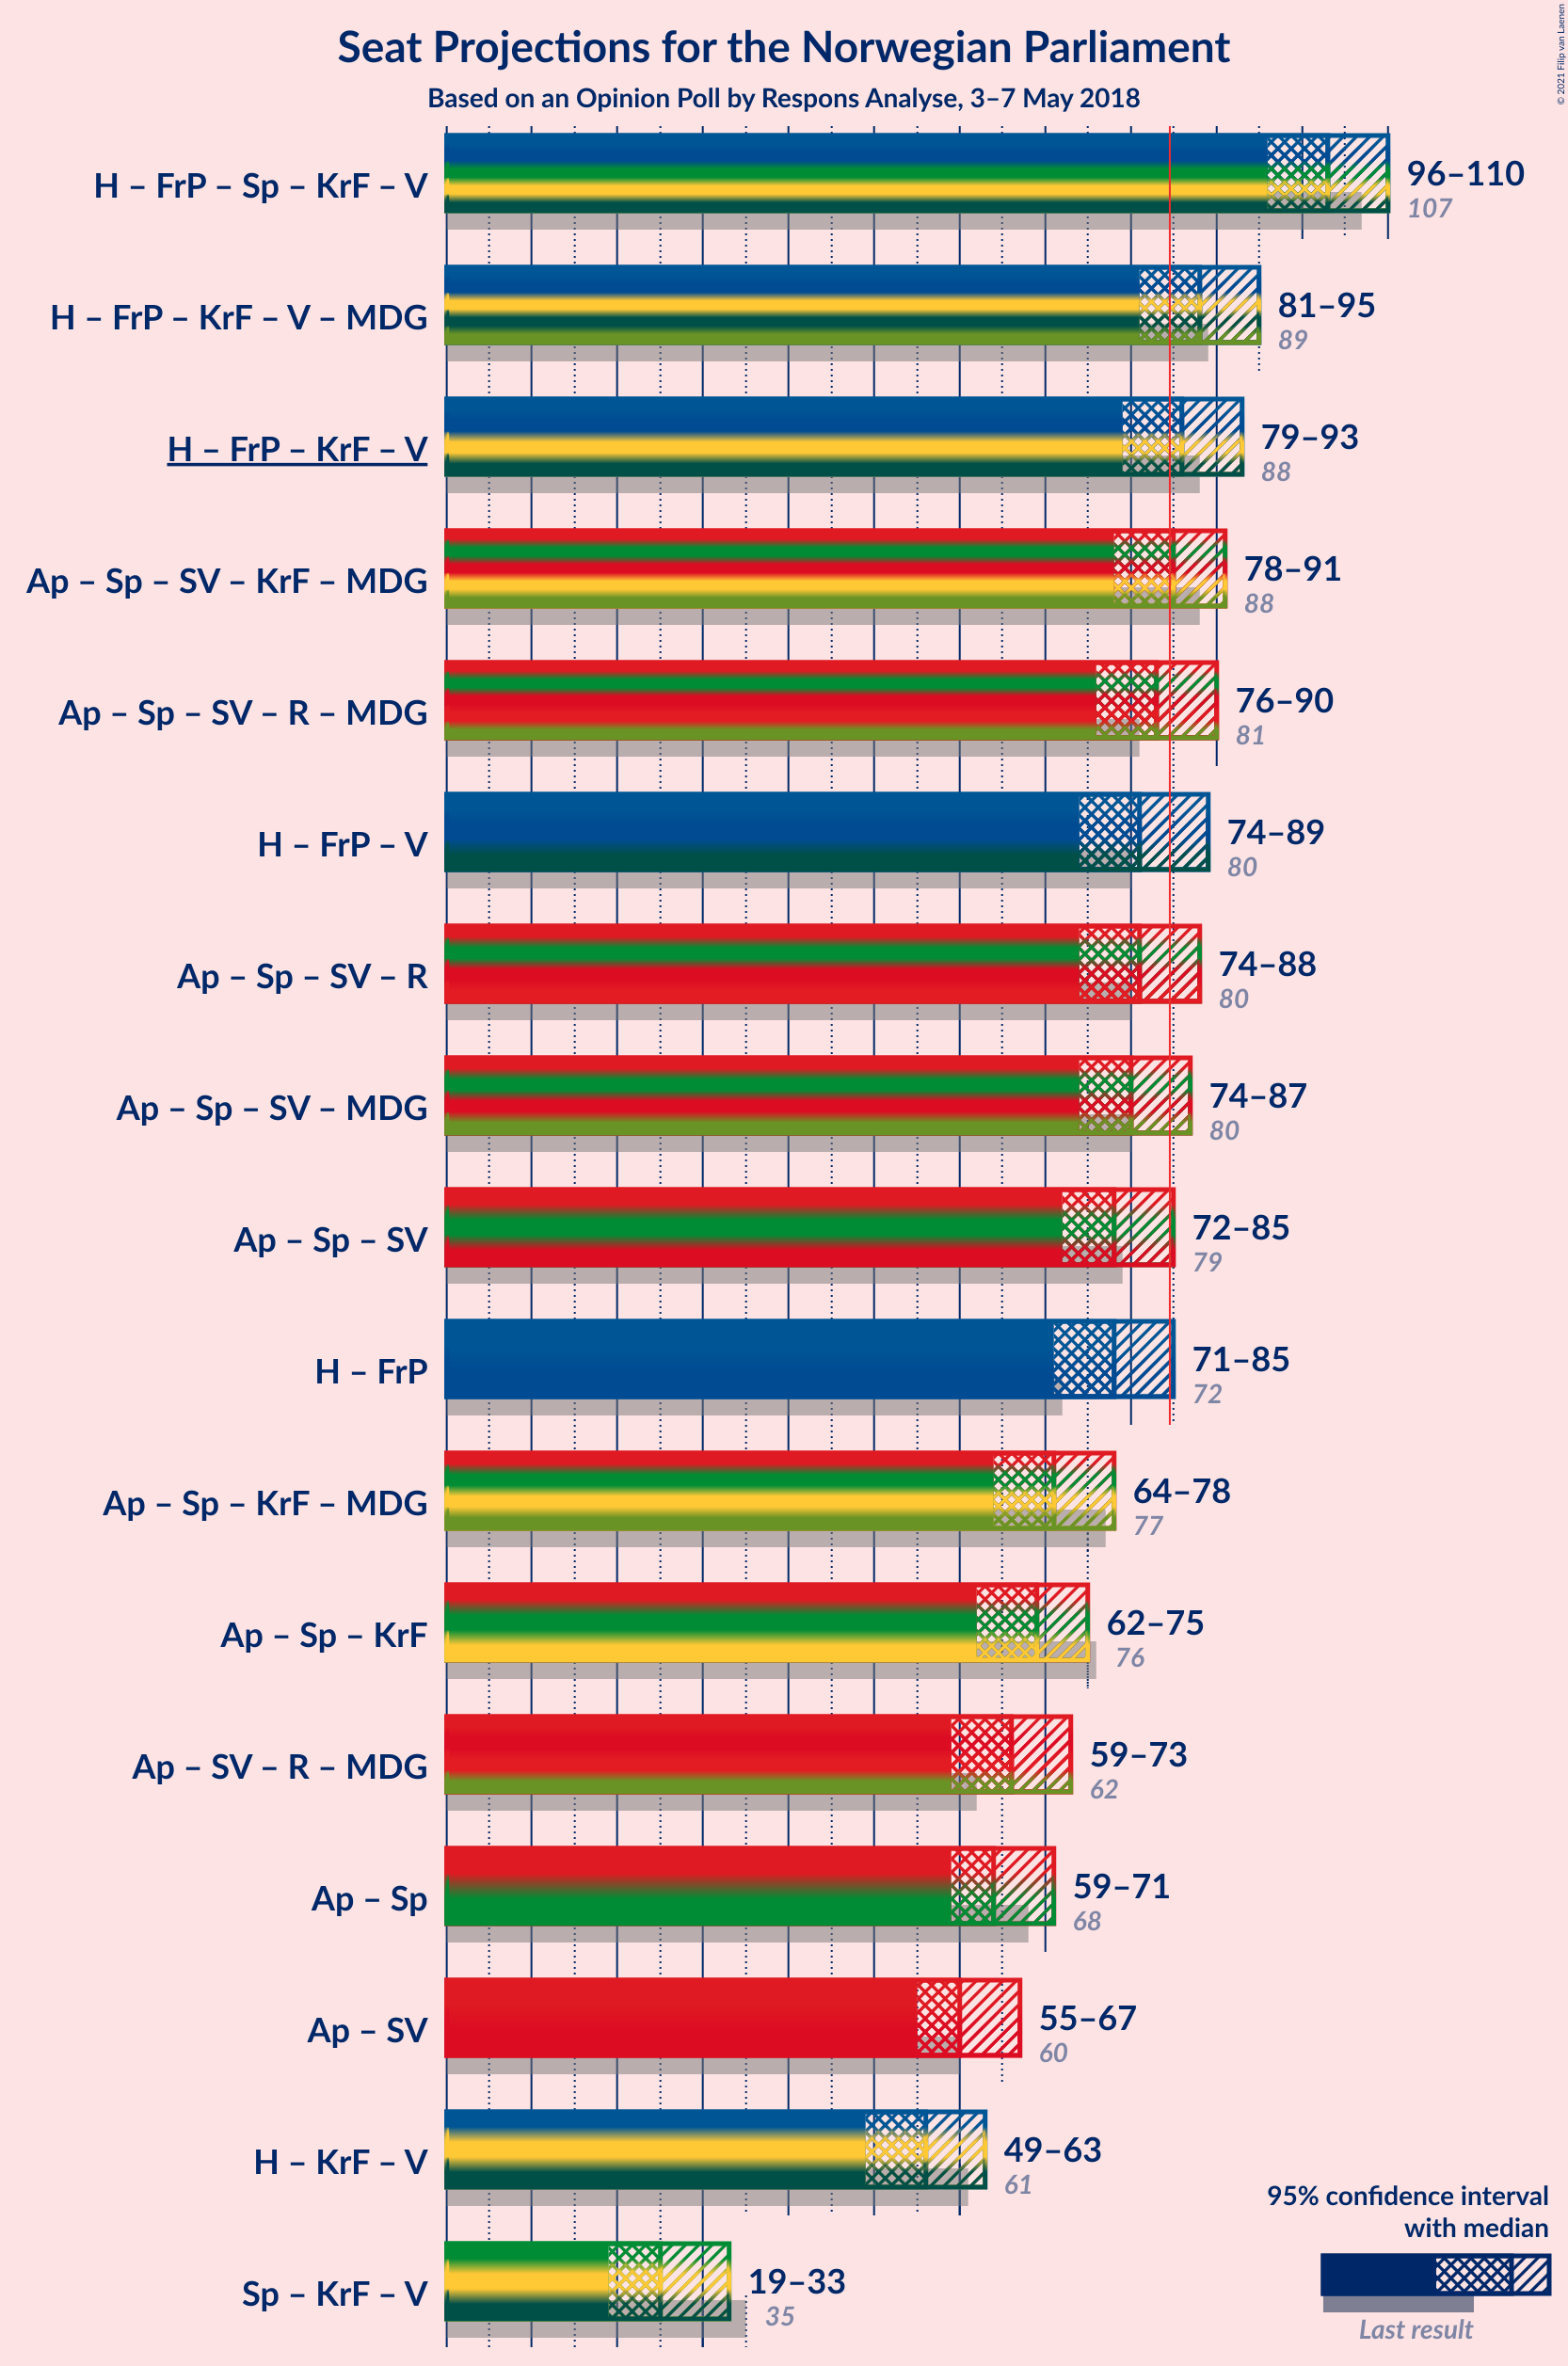 Seat Projections for the Norwegian Parliament
Based on an Opinion Poll by Respons Analyse, 3–7 May 2018
© 2021 Filip van Laenen
H – FrP – Sp – KrF – V
96–110
107
H – FrP – KrF – V – MDG
81–95
89
H – FrP – KrF – V
79–93
88
Ap – Sp – SV – KrF – MDG
78–91
88
Ap – Sp – SV – R – MDG
76–90
81
H – FrP – V
74–89
80
Ap – Sp – SV – R
74–88
80
Ap – Sp – SV – MDG
74–87
80
Ap – Sp – SV
72–85
79
H – FrP
71–85
72
Ap – Sp – KrF – MDG
64–78
77
Ap – Sp – KrF
62–75
76
Ap – SV – R – MDG
59–73
62
Ap – Sp
59–71
68
Ap – SV
55–67
60
H – KrF – V
49–63
61
Sp – KrF – V
19–33
35
95% confidence interval
with median
Last result